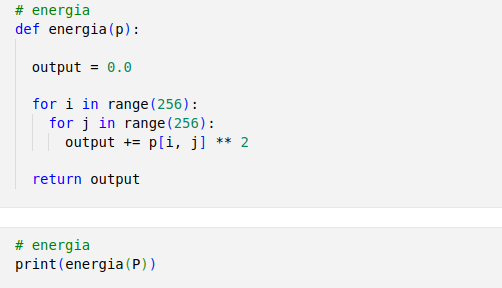 # energia
def energia(p):
output = 0.0
for i in range(256):
for j in range(256):
output += p[i, j] ** 2
return output
# energia
print(energia(P))